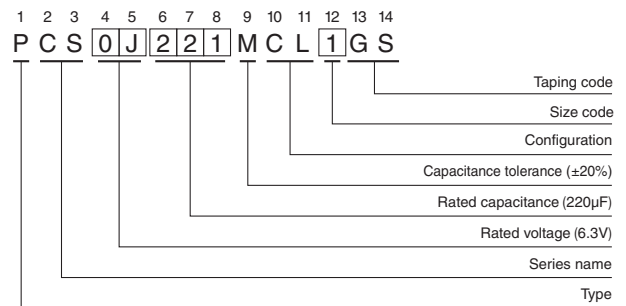 1 2 3 4 5 6 7 8 9 10 11 12 13 14
P C S 0 J 2 2 1 M C L 1 G S
Taping code
Size code
Configuration
Capacitance tolerance (±20%)
Rated capacitance (220μF)
Rated voltage (6.3V)
Series name
Type